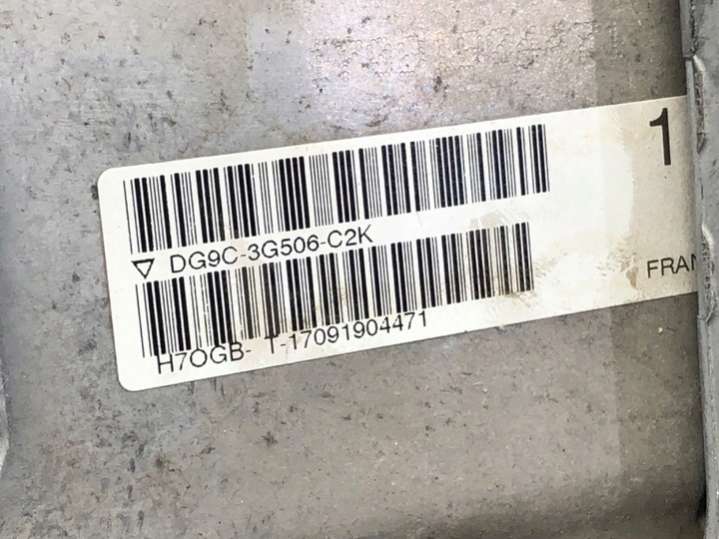 1
DG9C-3G506-C2K
FRAN
H7OGB- T-17091904471